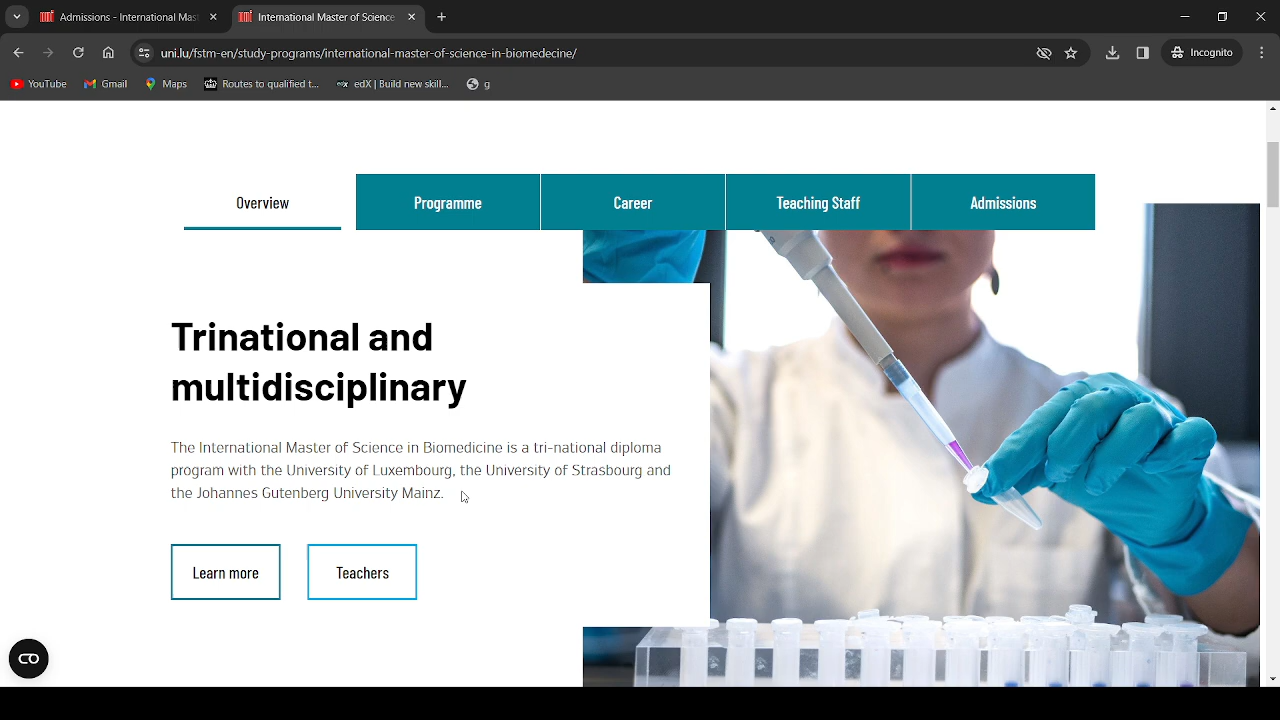 Admissions - International Mast
International Master of Science
uni.lu/fstm-en/study-programs/international-master-of-science-in-biomedecine/
Incognito
YouTube
Gmail
Maps
Routes to qualified t...
edX | Build new skill...
g
Overview
Programme
Career
Teaching Staff
Admissions
Trinational and
multidisciplinary
The International Master of Science in Biomedicine is a tri-national diploma
program with the University of Luxembourg, the University of Strasbourg and
the Johannes Gutenberg University Mainz.
Learn more
Teachers